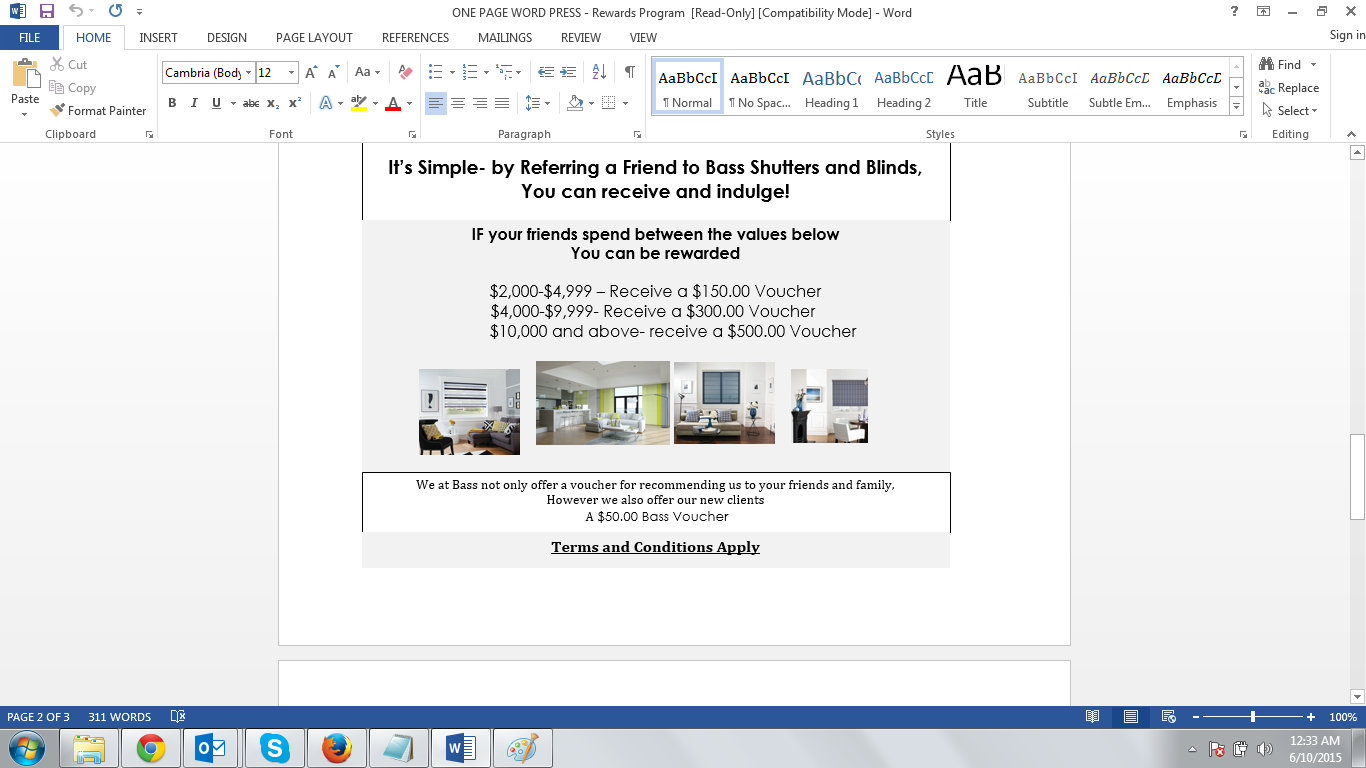 ONE PAGE WORD PRESS - Rewards Program [Read-Only] [Compatibility Mode] - Word
FILE HOME INSERT DESIGN PAGE LAYOUT REFERENCES MAILINGS REVIEW VIEW Sign in
Paste
Cut
Copy
Format Painter
Cambria (Body 12
AaBbCcI AaBbCcI AaBbCc AaBbCcD AaB AaBbCcI AaBbCcD AaBbCcD
¶ Normal ¶ No Spac... Heading 1 Heading 2 Title Subtitle Subtle Em... Emphasis
Find
Replace
Select
Clipboard Font Paragraph Styles Editing
It's Simple- by Referring a Friend to Bass Shutters and Blinds,
You can receive and indulge!
IF your friends spend between the values below
You can be rewarded
$2,000-$4,999 – Receive a $150.00 Voucher
$4,000-$9,999- Receive a $300.00 Voucher
$10,000 and above- receive a $500.00 Voucher
We at Bass not only offer a voucher for recommending us to your friends and family,
However we also offer our new clients
A $50.00 Bass Voucher
Terms and Conditions Apply
PAGE 2 OF 3 311 WORDS 100%
12:33 AM
6/10/2015